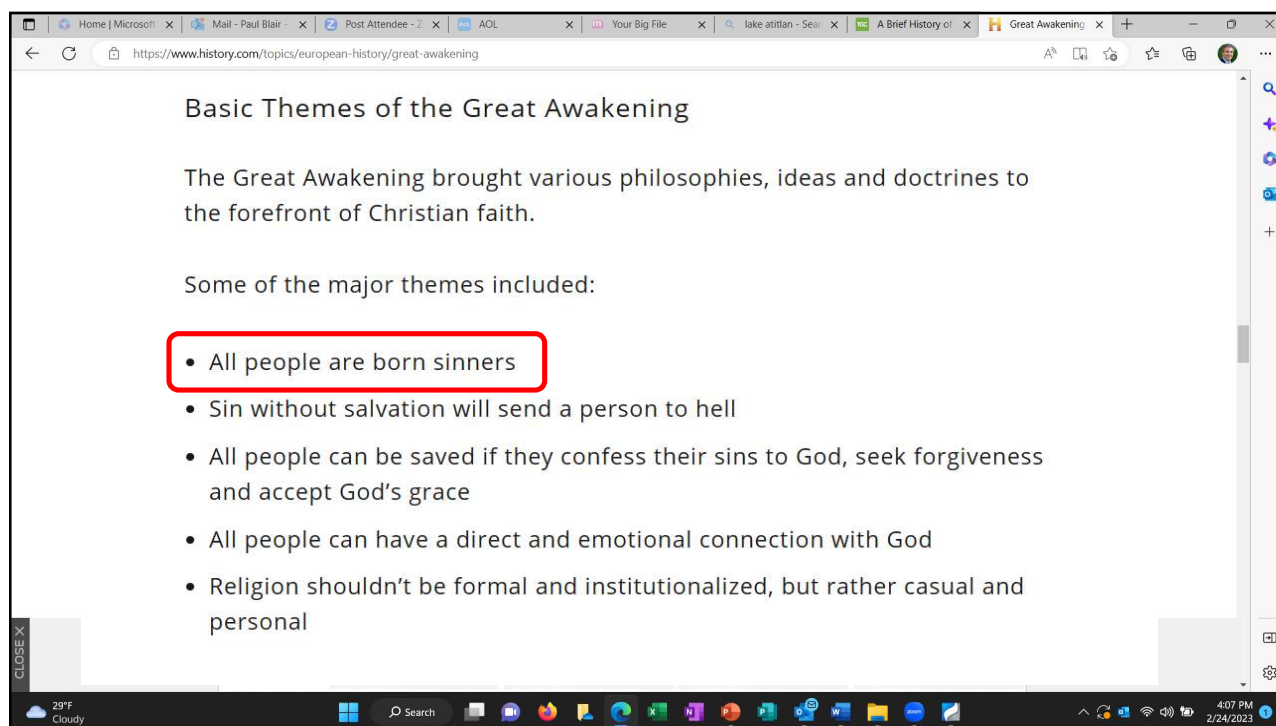 Home | Microsoft
Mail - Paul Blair -
Post Attendee - Z
AOL
Your Big File
lake atitlan - Sear
A Brief History of
Great Awakening
https://www.history.com/topics/european-history/great-awakening
Basic Themes of the Great Awakening
The Great Awakening brought various philosophies, ideas and doctrines to
the forefront of Christian faith.
Some of the major themes included:
• All people are born sinners
• Sin without salvation will send a person to hell
• All people can be saved if they confess their sins to God, seek forgiveness
and accept God's grace
• All people can have a direct and emotional connection with God
• Religion shouldn't be formal and institutionalized, but rather casual and
personal
CLOSE X
29°F
Cloudy
Search
4:07 PM
2/24/2023
1